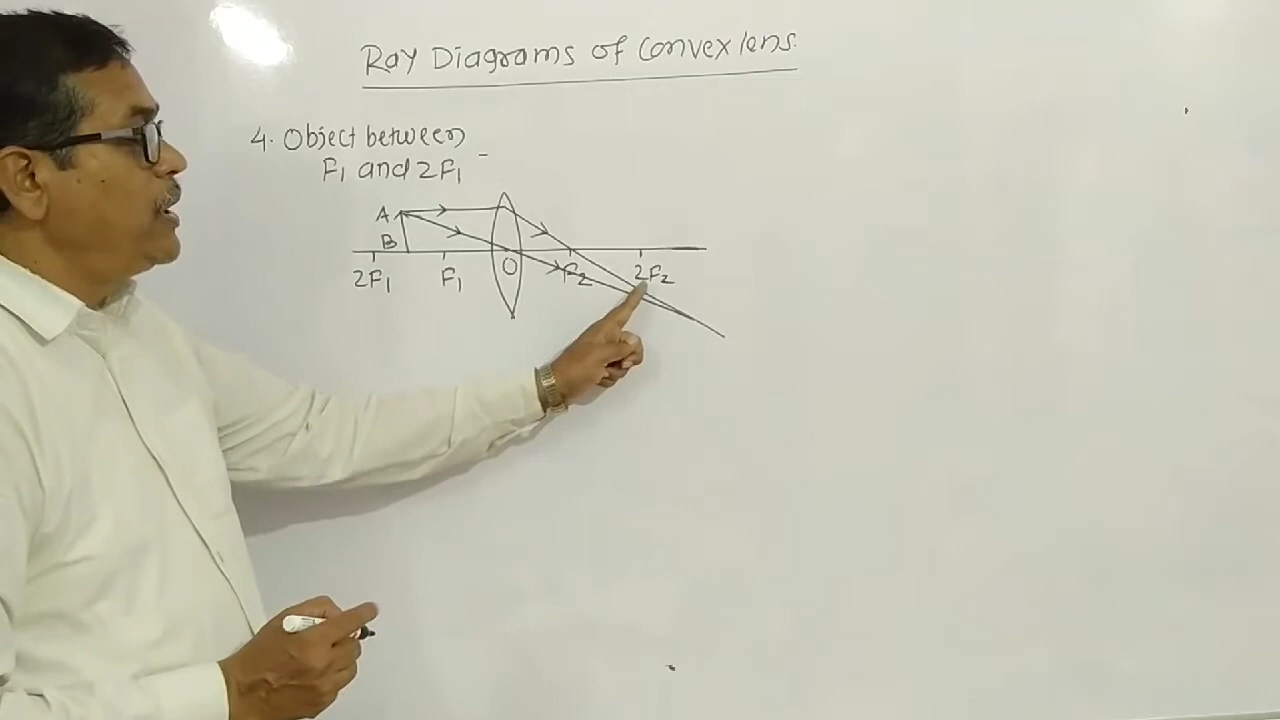 Ray Diagrams of Convex lens.
4. Object between
F₁ and 2F₁ -
A
B
2F₁ F₁ O F₂ 2F₂